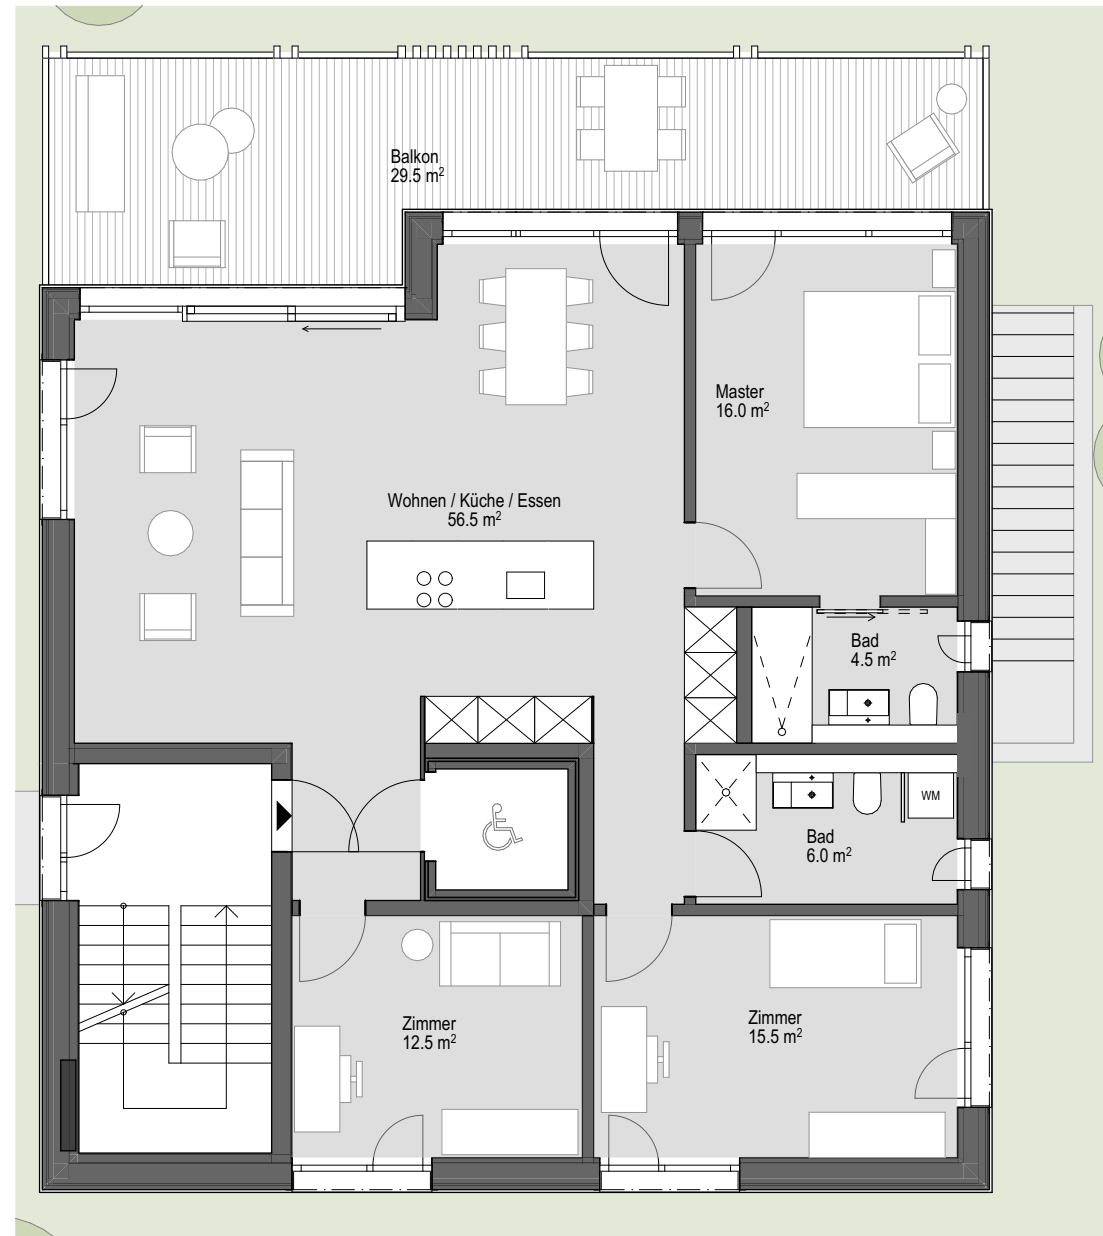 Balkon
29.5 m²
Master
16.0 m²
Wohnen / Küche / Essen
56.5 m²
Bad
4.5 m²
WM
Bad
6.0 m²
Zimmer
12.5 m²
Zimmer
15.5 m²